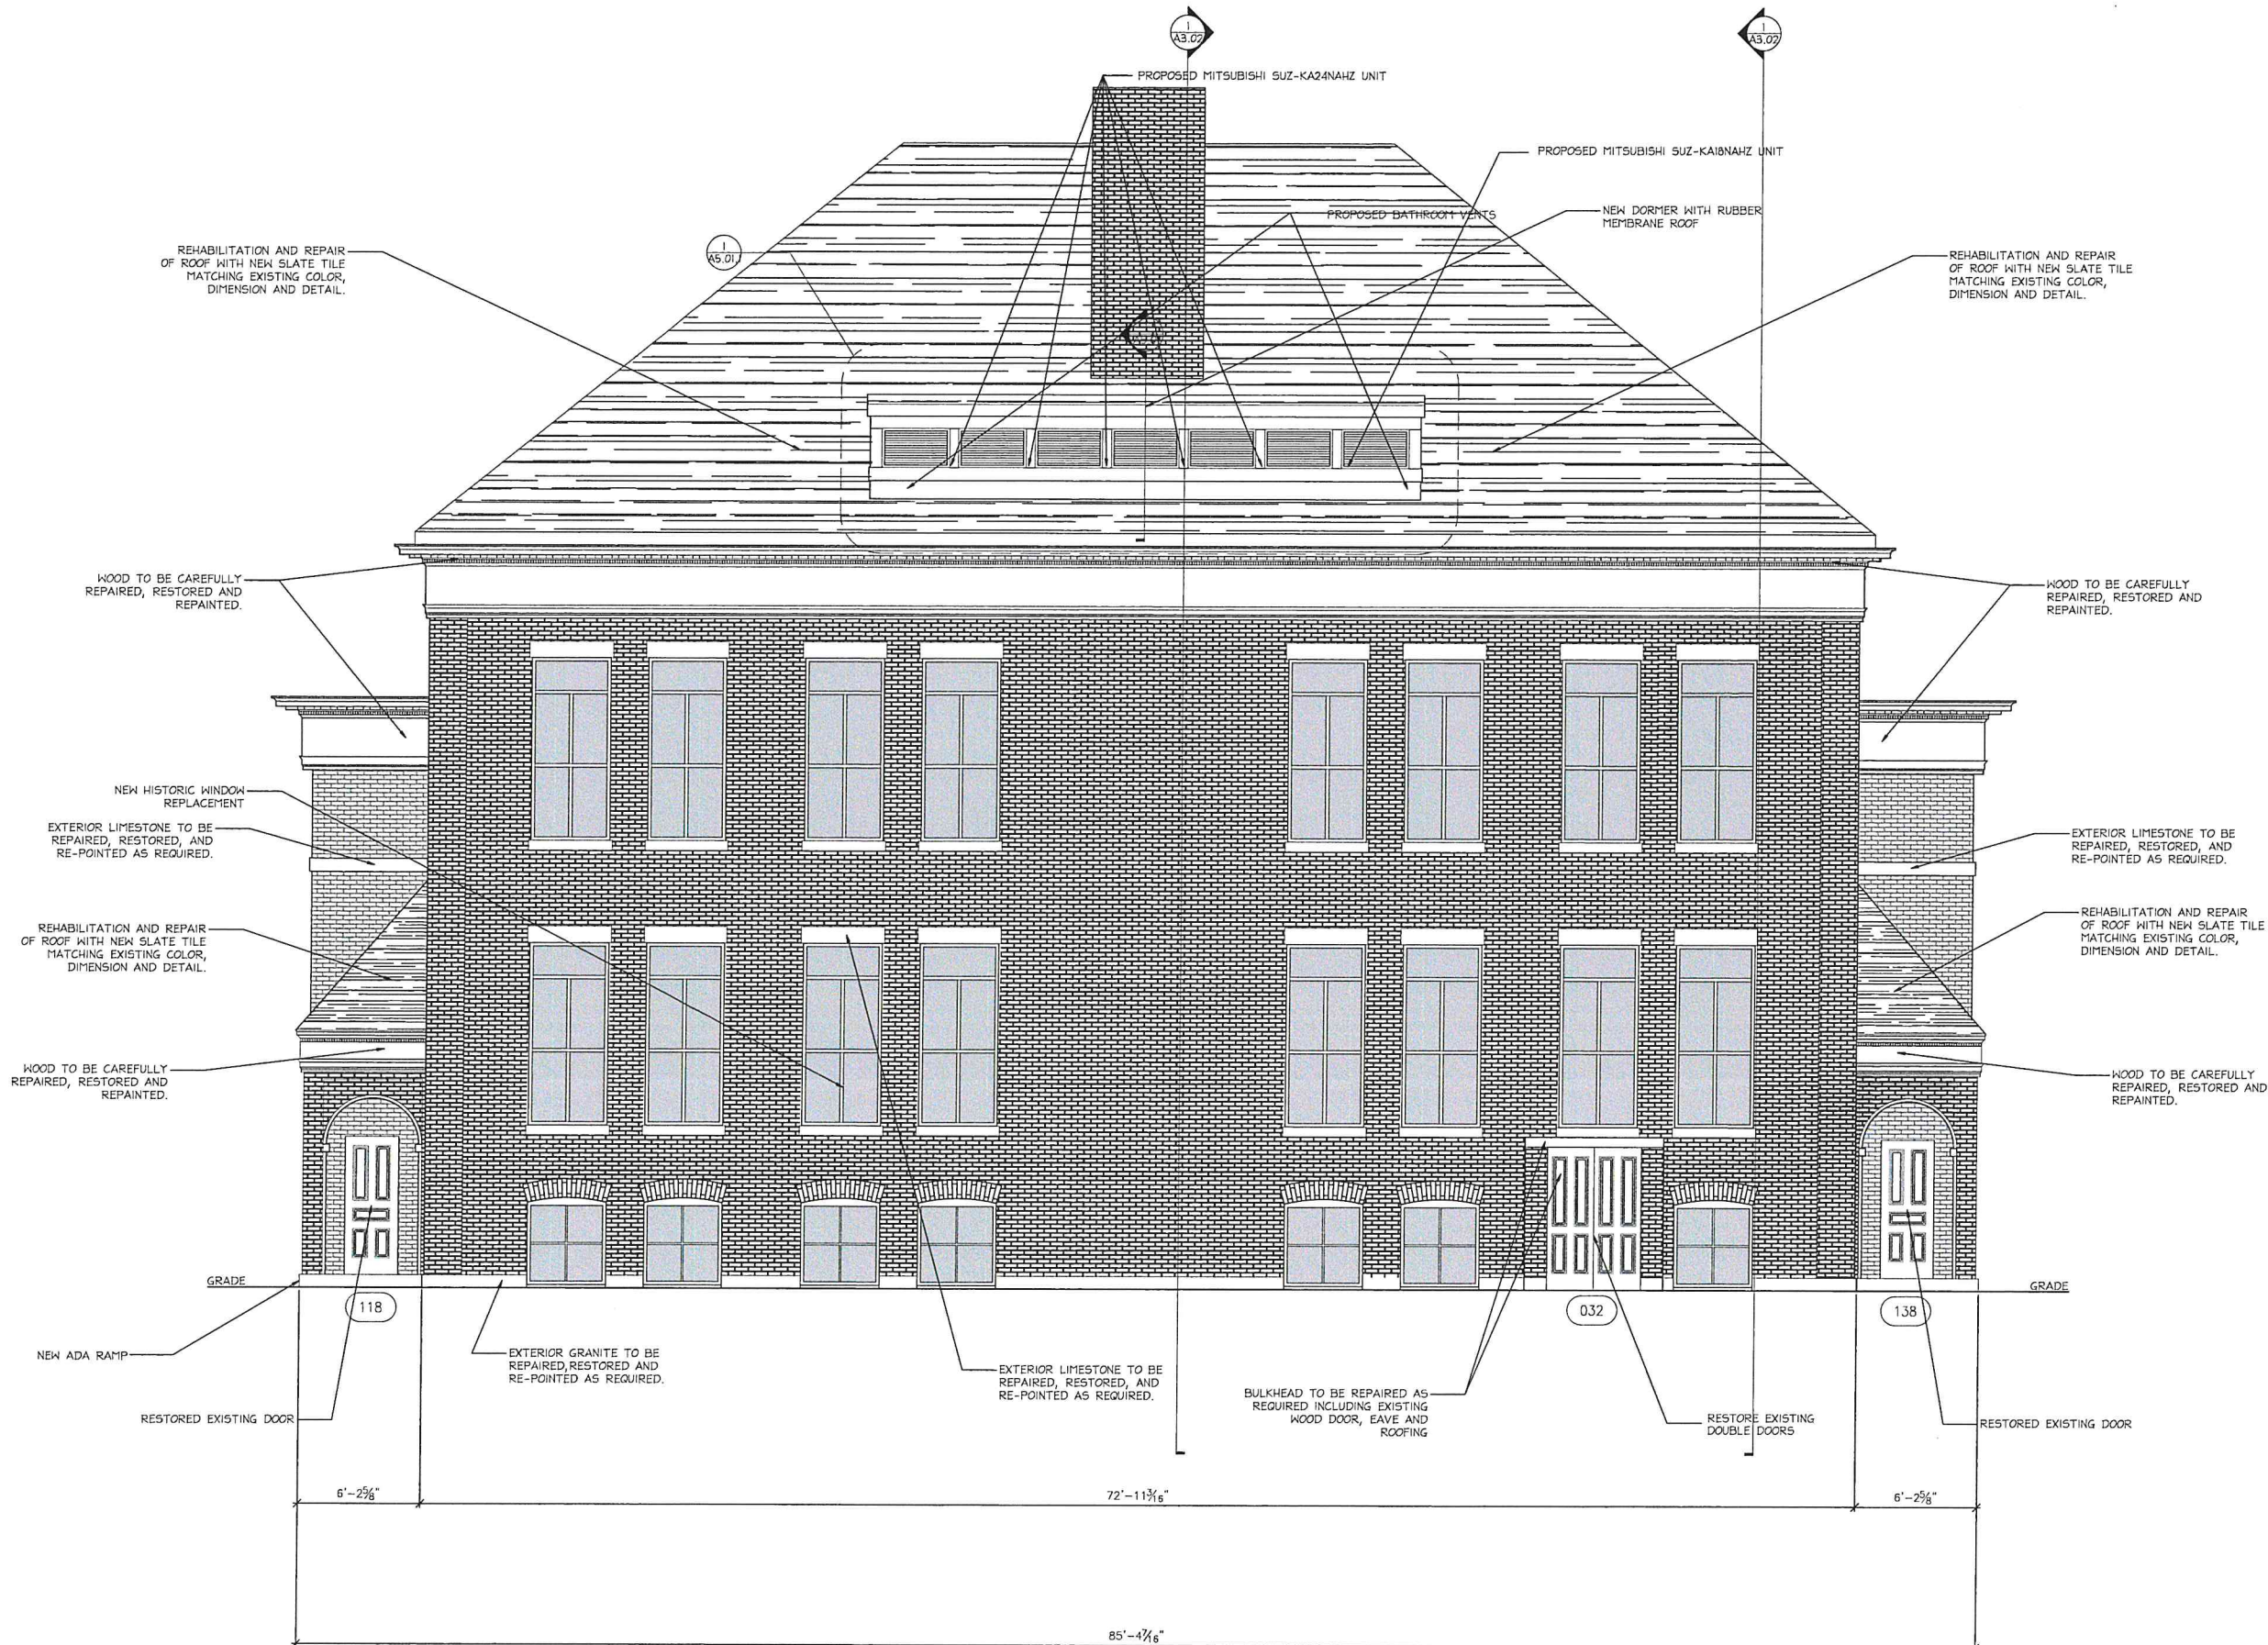 1
A3.02
1
A3.02
PROPOSED MITSUBISHI SUZ-KA24NAHZ UNIT
PROPOSED MITSUBISHI SUZ-KA18NAHZ UNIT
PROPOSED BATHROOM VENTS
NEW DORMER WITH RUBBER
MEMBRANE ROOF
1
A5.01
REHABILITATION AND REPAIR
OF ROOF WITH NEW SLATE TILE
MATCHING EXISTING COLOR,
DIMENSION AND DETAIL.
REHABILITATION AND REPAIR
OF ROOF WITH NEW SLATE TILE
MATCHING EXISTING COLOR,
DIMENSION AND DETAIL.
WOOD TO BE CAREFULLY
REPAIRED, RESTORED AND
REPAINTED.
WOOD TO BE CAREFULLY
REPAIRED, RESTORED AND
REPAINTED.
NEW HISTORIC WINDOW
REPLACEMENT
EXTERIOR LIMESTONE TO BE
REPAIRED, RESTORED, AND
RE-POINTED AS REQUIRED.
EXTERIOR LIMESTONE TO BE
REPAIRED, RESTORED, AND
RE-POINTED AS REQUIRED.
REHABILITATION AND REPAIR
OF ROOF WITH NEW SLATE TILE
MATCHING EXISTING COLOR,
DIMENSION AND DETAIL.
REHABILITATION AND REPAIR
OF ROOF WITH NEW SLATE TILE
MATCHING EXISTING COLOR,
DIMENSION AND DETAIL.
WOOD TO BE CAREFULLY
REPAIRED, RESTORED AND
REPAINTED.
WOOD TO BE CAREFULLY
REPAIRED, RESTORED AND
REPAINTED.
GRADE
GRADE
118
032
138
NEW ADA RAMP
EXTERIOR GRANITE TO BE
REPAIRED,RESTORED AND
RE-POINTED AS REQUIRED.
EXTERIOR LIMESTONE TO BE
REPAIRED, RESTORED, AND
RE-POINTED AS REQUIRED.
BULKHEAD TO BE REPAIRED AS
REQUIRED INCLUDING EXISTING
WOOD DOOR, EAVE AND
ROOFING
RESTORE EXISTING
DOUBLE DOORS
RESTORED EXISTING DOOR
RESTORED EXISTING DOOR
6'-2⅝"
72'-11 3/16"
6'-2⅝"
85'-4 7/16"